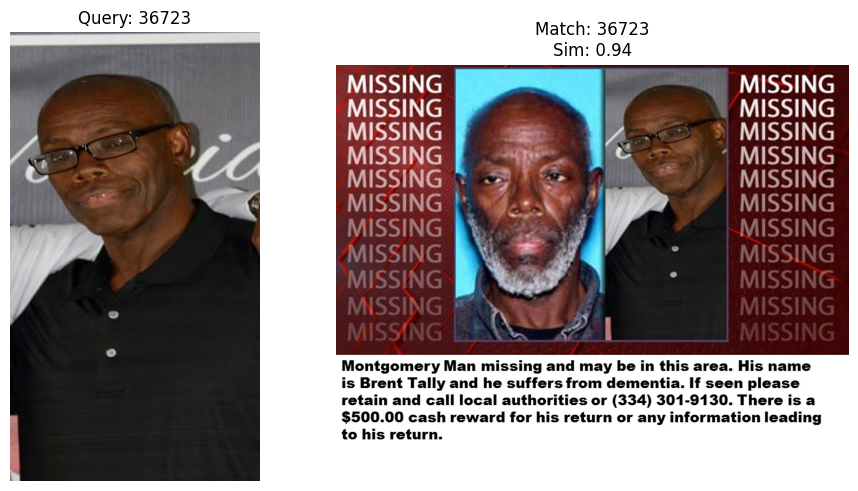 Query: 36723
Match: 36723
Sim: 0.94
MISSING MISSING
MISSING MISSING
MISSING MISSING
MISSING MISSING
MISSING MISSING
MISSING MISSING
MISSING MISSING
MISSING MISSING
MISSING MISSING
MISSING MISSING
MISSING MISSING
Montgomery Man missing and may be in this area. His name
is Brent Tally and he suffers from dementia. If seen please
retain and call local authorities or (334) 301-9130. There is a
$500.00 cash reward for his return or any information leading
to his return.